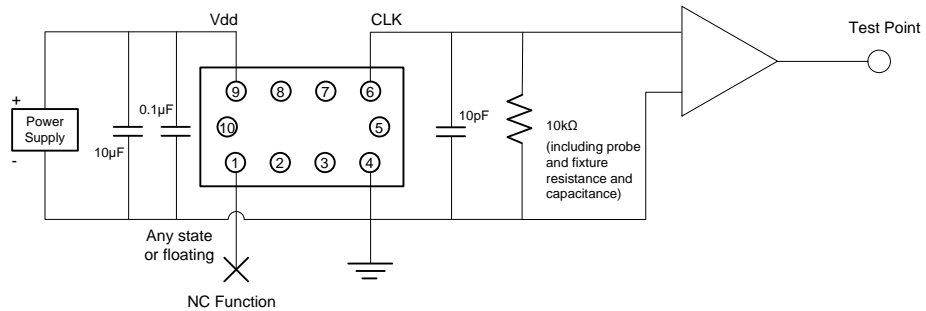 Vdd
CLK
Test Point
+
Power
Supply
-
10µF
0.1µF
9
8
7
6
10
5
1
2
3
4
10pF
10kΩ
(including probe
and fixture
resistance and
capacitance)
Any state
or floating
NC Function